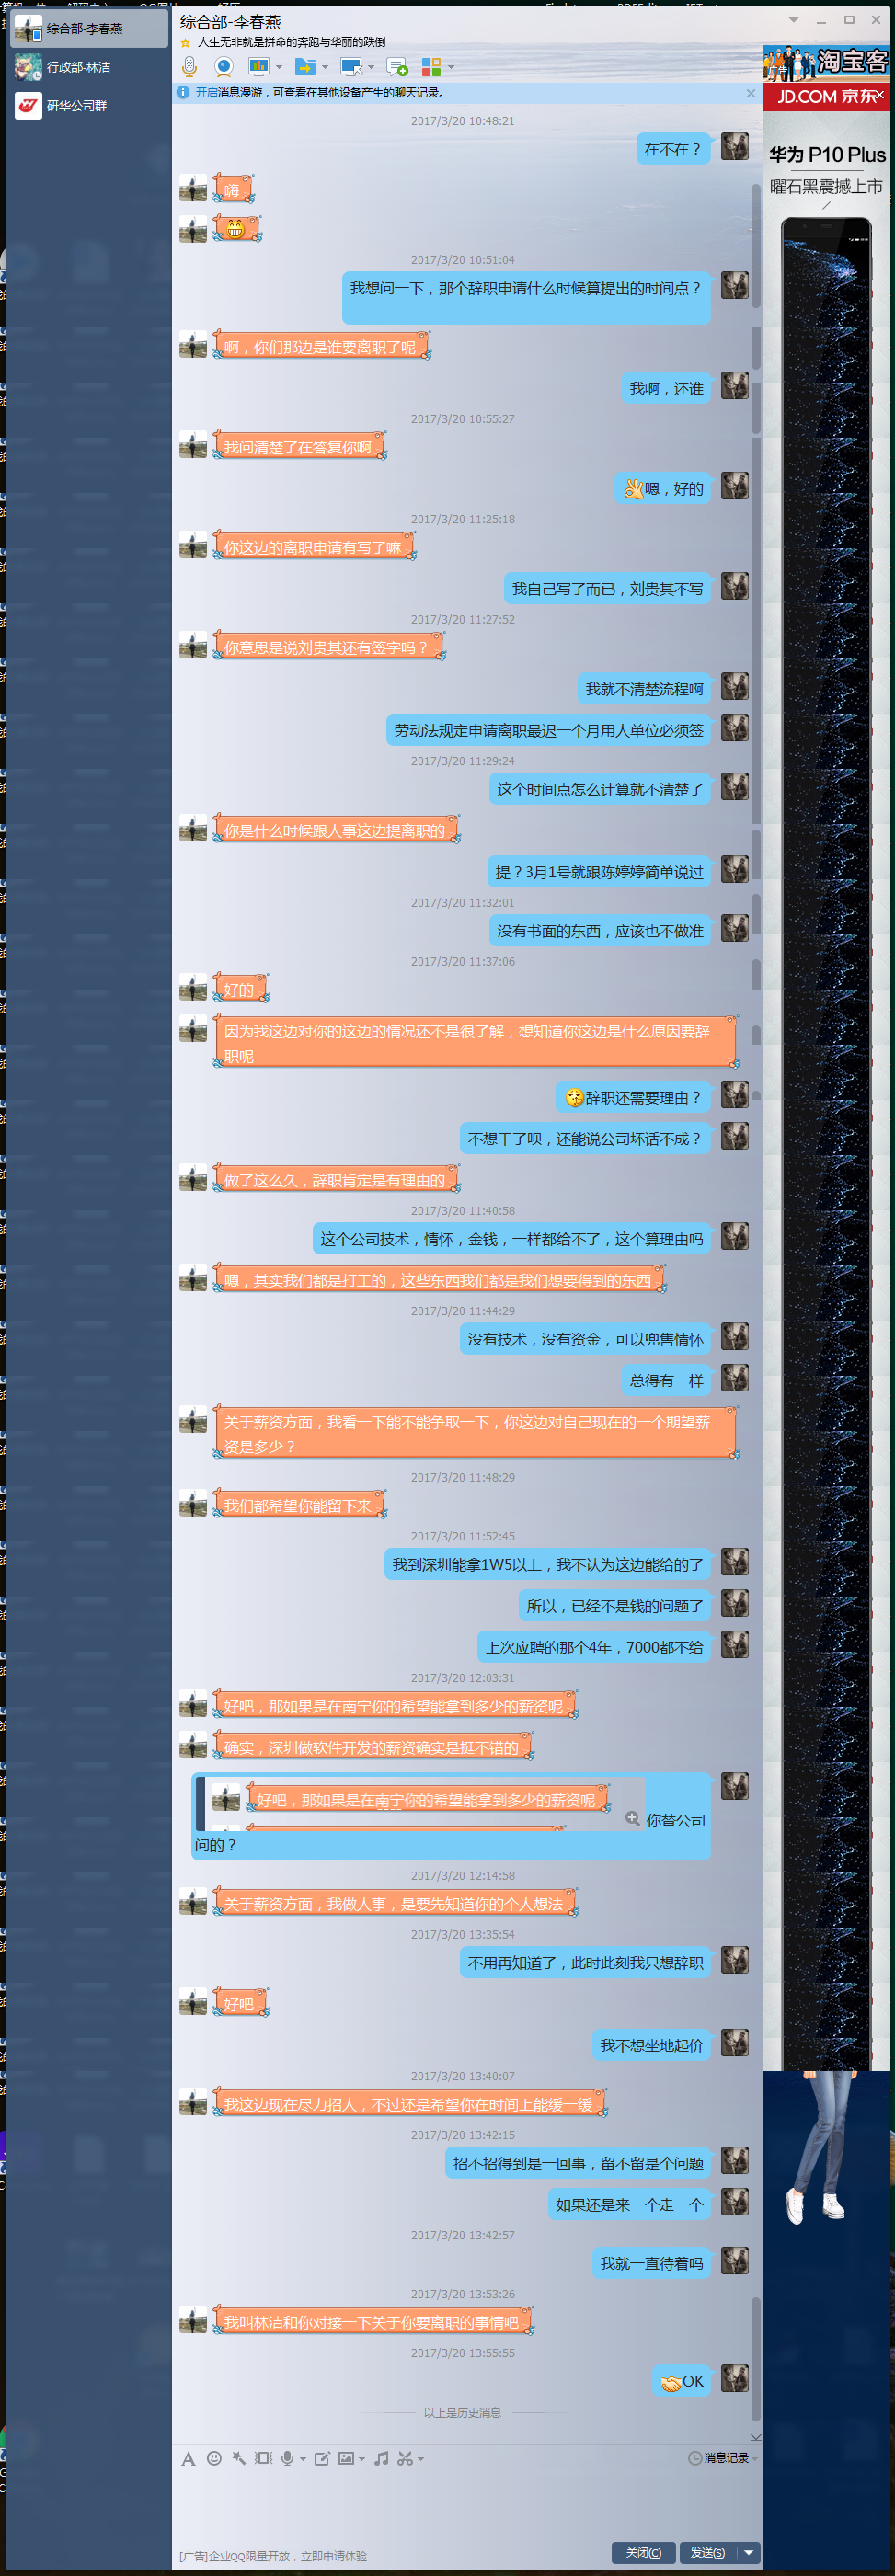 综合部-李春燕
行政部-林洁
研华公司群
综合部-李春燕
人生无非就是拼命的奔跑与华丽的跌倒
开启消息漫游，可查看在其他设备产生的聊天记录。
广告
淘宝客
JD.COM 京东
华为 P10 Plus
曜石黑震撼上市
2017/3/20 10:48:21
在不在？
嗨
2017/3/20 10:51:04
我想问一下，那个辞职申请什么时候算提出的时间点？
啊，你们那边是谁要离职了呢
我啊，还谁
2017/3/20 10:55:27
我问清楚了在答复你啊
嗯，好的
2017/3/20 11:25:18
你这边的离职申请有写了嘛
我自己写了而已，刘贵其不写
2017/3/20 11:27:52
你意思是说刘贵其还有签字吗？
我就不清楚流程啊
劳动法规定申请离职最迟一个月用人单位必须签
2017/3/20 11:29:24
这个时间点怎么计算就不清楚了
你是什么时候跟人事这边提离职的
提？3月1号就跟陈婷婷简单说过
2017/3/20 11:32:01
没有书面的东西，应该也不做准
2017/3/20 11:37:06
好的
因为我这边对你的这边的情况还不是很了解，想知道你这边是什么原因要辞
职呢
辞职还需要理由？
不想干了呗，还能说公司坏话不成？
做了这么久，辞职肯定是有理由的
2017/3/20 11:40:58
这个公司技术，情怀，金钱，一样都给不了，这个算理由吗
嗯，其实我们都是打工的，这些东西我们都是我们想要得到的东西
2017/3/20 11:44:29
没有技术，没有资金，可以兜售情怀
总得有一样
关于薪资方面，我看一下能不能争取一下，你这边对自己现在的一个期望薪
资是多少？
2017/3/20 11:48:29
我们都希望你能留下来
2017/3/20 11:52:45
我到深圳能拿1W5以上，我不认为这边能给的了
所以，已经不是钱的问题了
上次应聘的那个4年，7000都不给
2017/3/20 12:03:31
好吧，那如果是在南宁你的希望能拿到多少的薪资呢
确实，深圳做软件开发的薪资确实是挺不错的
好吧，那如果是在南宁你的希望能拿到多少的薪资呢
你替公司
问的？
2017/3/20 12:14:58
关于薪资方面，我做人事，是要先知道你的个人想法
2017/3/20 13:35:54
不用再知道了，此时此刻我只想辞职
好吧
我不想坐地起价
2017/3/20 13:40:07
我这边现在尽力招人，不过还是希望你在时间上能缓一缓
2017/3/20 13:42:15
招不招得到是一回事，留不留是个问题
如果还是来一个走一个
2017/3/20 13:42:57
我就一直待着吗
2017/3/20 13:53:26
我叫林洁和你对接一下关于你要离职的事情吧
2017/3/20 13:55:55
OK
以上是历史消息
消息记录
[广告]企业QQ限量开放，立即申请体验
关闭(C)
发送(S)